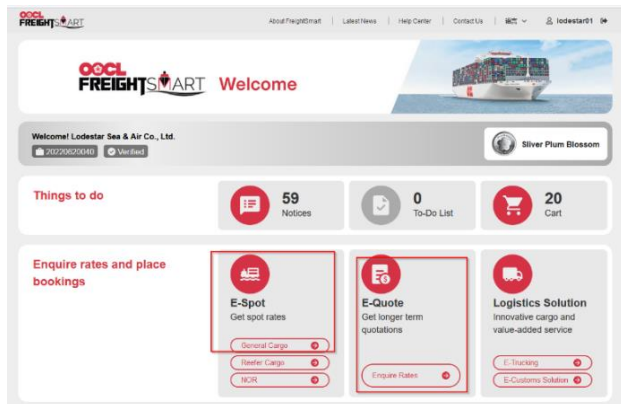 OOCL
FREIGHTSMART
About FreightSmart
Latest News
Help Center
Contact Us
lodestar01
OOCL
FREIGHTSMART
Welcome
Welcome! Lodestar Sea & Air Co., Ltd.
20220620040
Verified
Silver Plum Blossom
Things to do
59
Notices
0
To-Do List
20
Cart
Enquire rates and place
bookings
E-Spot
Get spot rates
General Cargo
Reefer Cargo
NOR
E-Quote
Get longer term
quotations
Enquire Rates
Logistics Solution
Innovative cargo and
value-added service
E-Trucking
E-Customs Solution